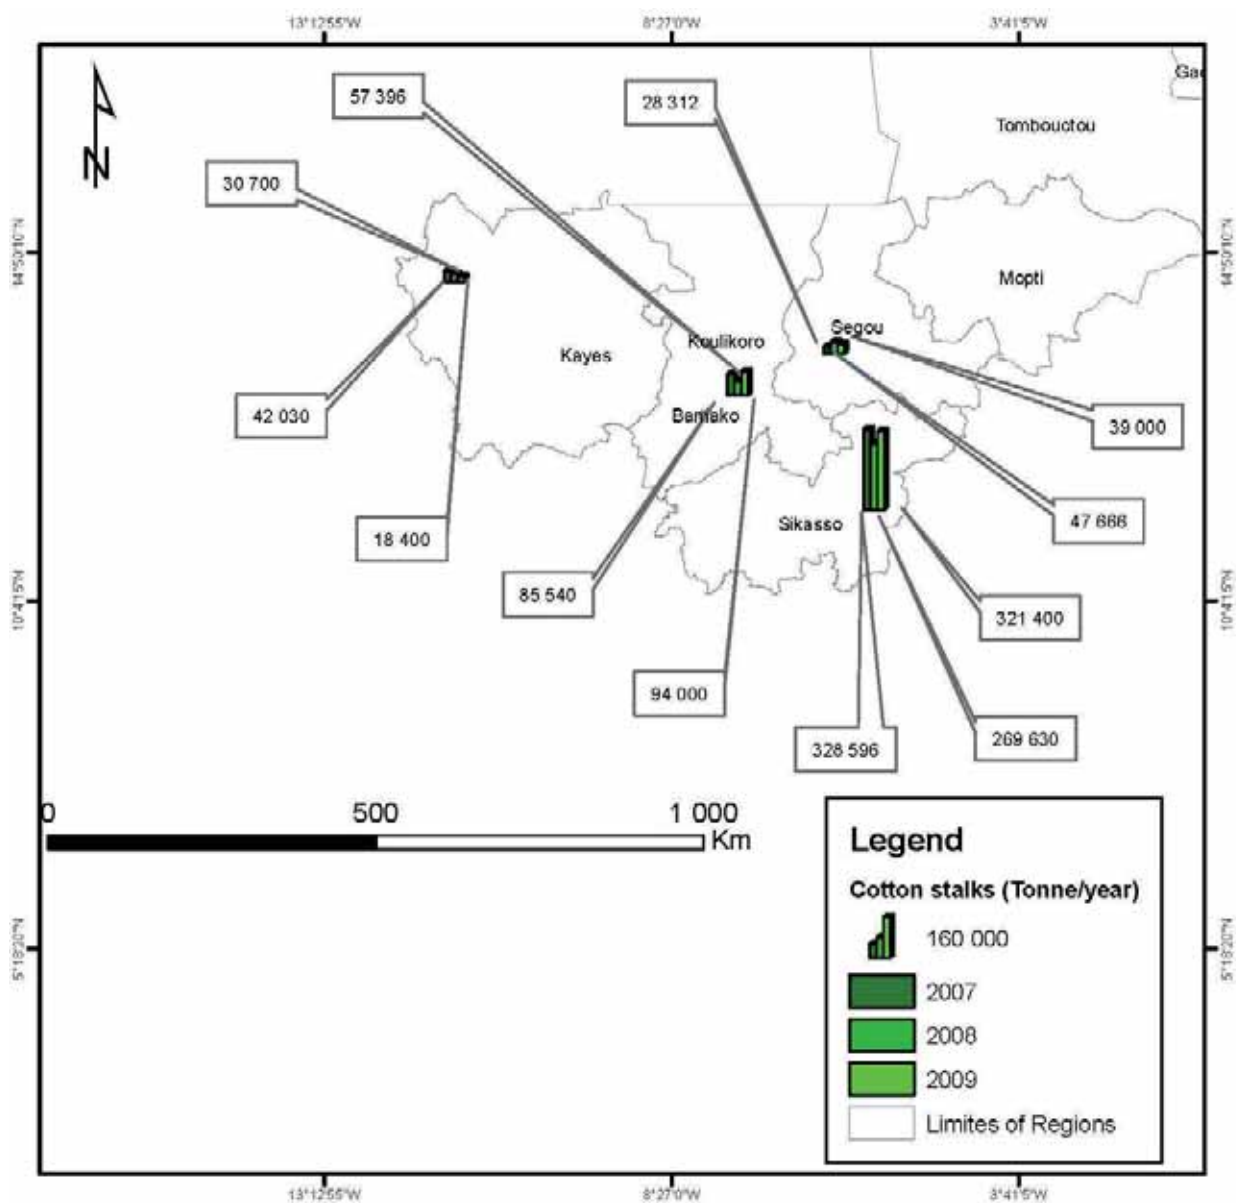 13°12'55"W
8°27'0"W
3°41'5"W
57 396
28 312
Gao
Tombouctou
30 700
14°50'10"N
14°50'10"N
Mopti
Segou
Koulikoro
Kayes
42 030
Bamako
39 000
18 400
Sikasso
47 666
85 540
10°4'15"N
10°4'15"N
321 400
94 000
328 596
269 630
0
500
1 000
Km
Legend
Cotton stalks (Tonne/year)
160 000
5°18'20"N
5°18'20"N
2007
2008
2009
Limites of Regions
13°12'55"W
8°27'0"W
3°41'5"W
N